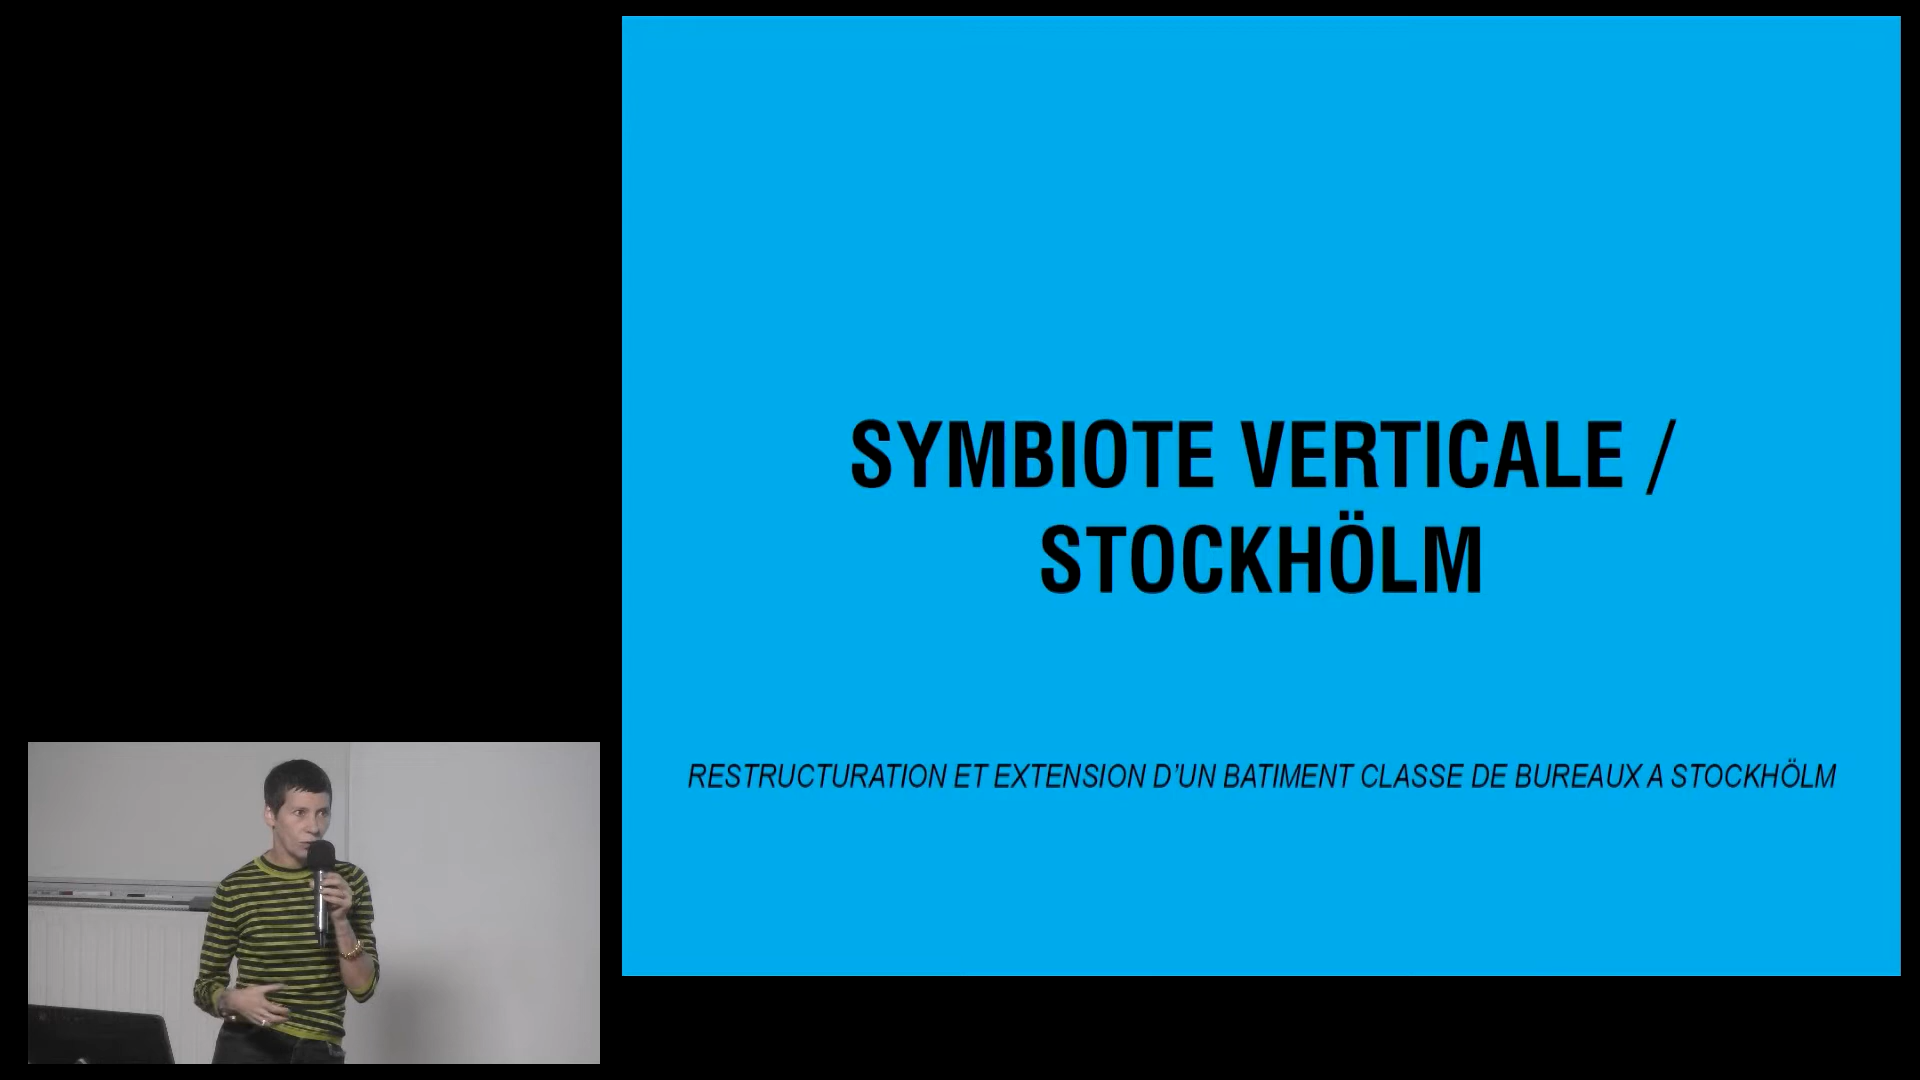 SYMBIOTE VERTICALE /
STOCKHÖLM
RESTRUCTURATION ET EXTENSION D'UN BATIMENT CLASSE DE BUREAUX A STOCKHÖLM